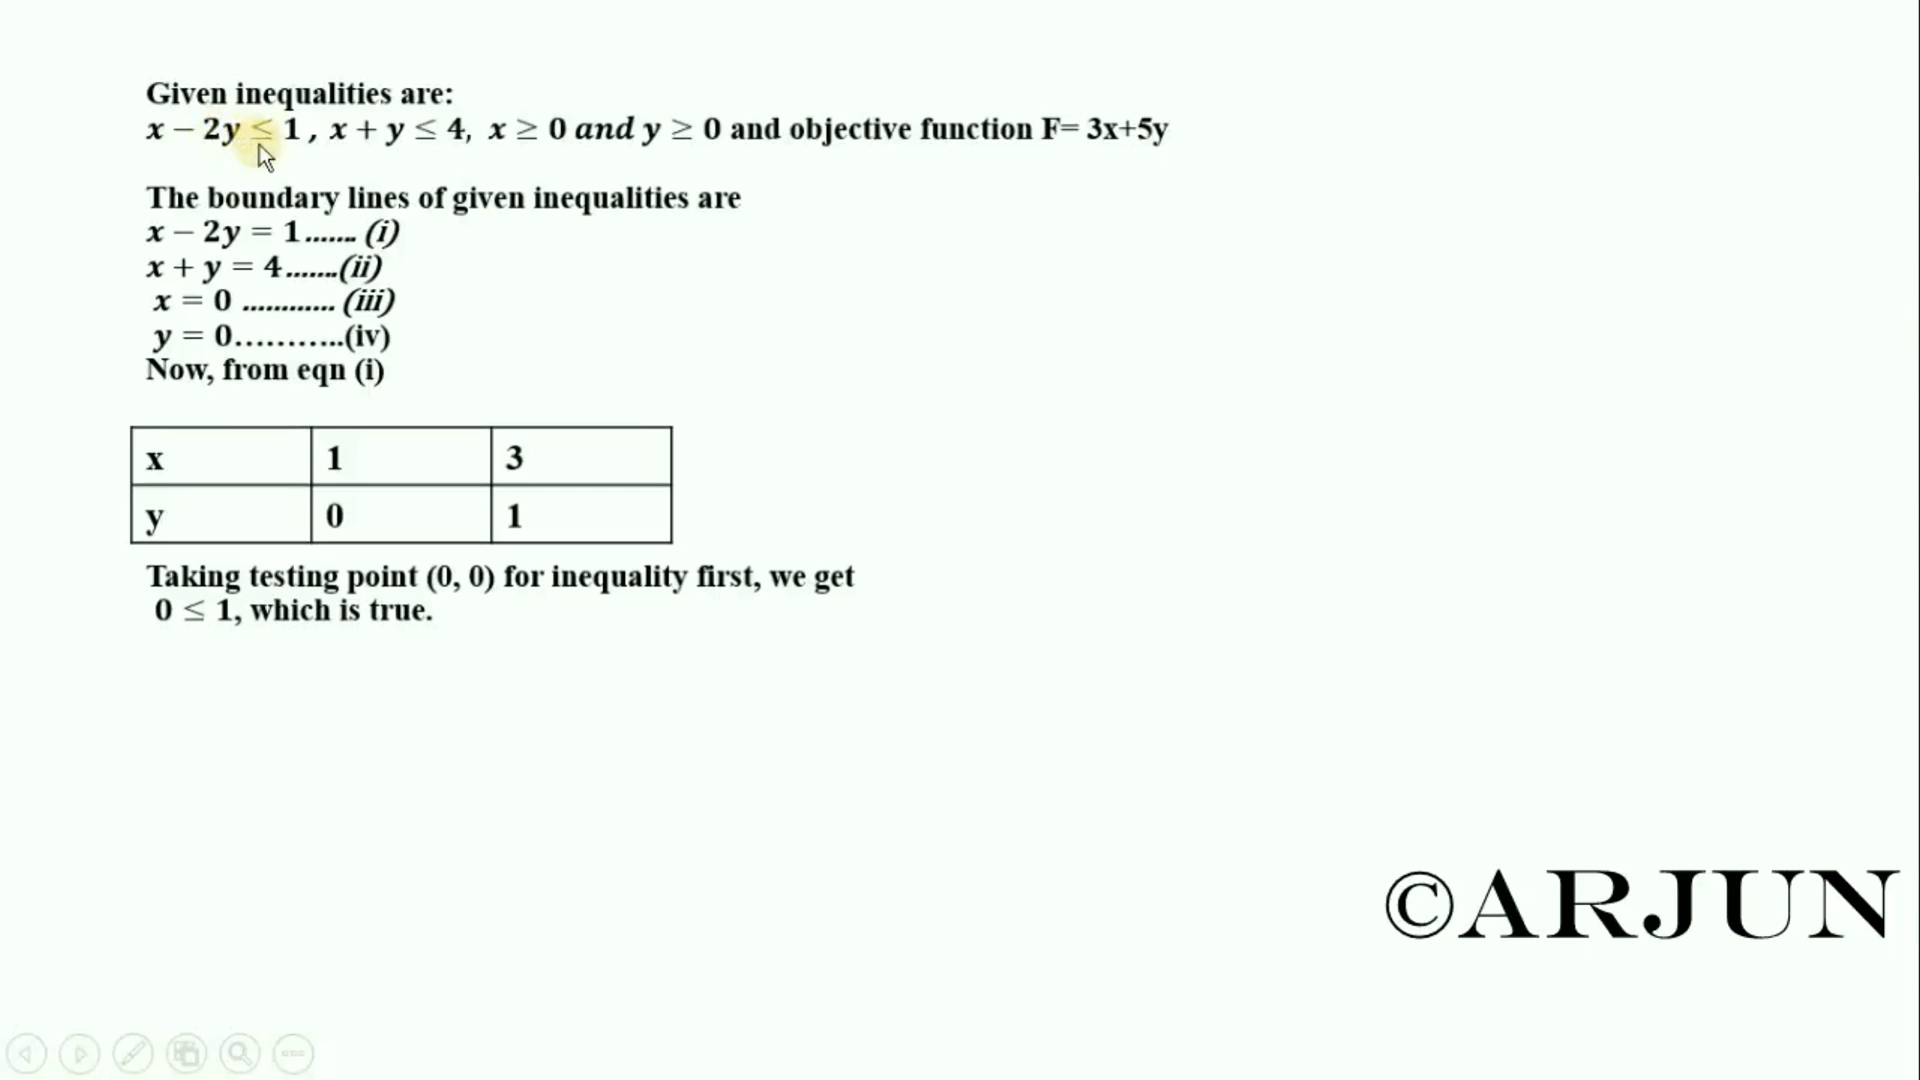 Given inequalities are:
x − 2y ≤ 1 , x + y ≤ 4, x ≥ 0 and y ≥ 0 and objective function F= 3x+5y
The boundary lines of given inequalities are
x − 2y = 1....... (i)
x + y = 4.......(ii)
x = 0 ............ (iii)
y = 0………..(iv)
Now, from eqn (i)
x 1 3
y 0 1
Taking testing point (0, 0) for inequality first, we get
0 ≤ 1, which is true.
©ARJUN